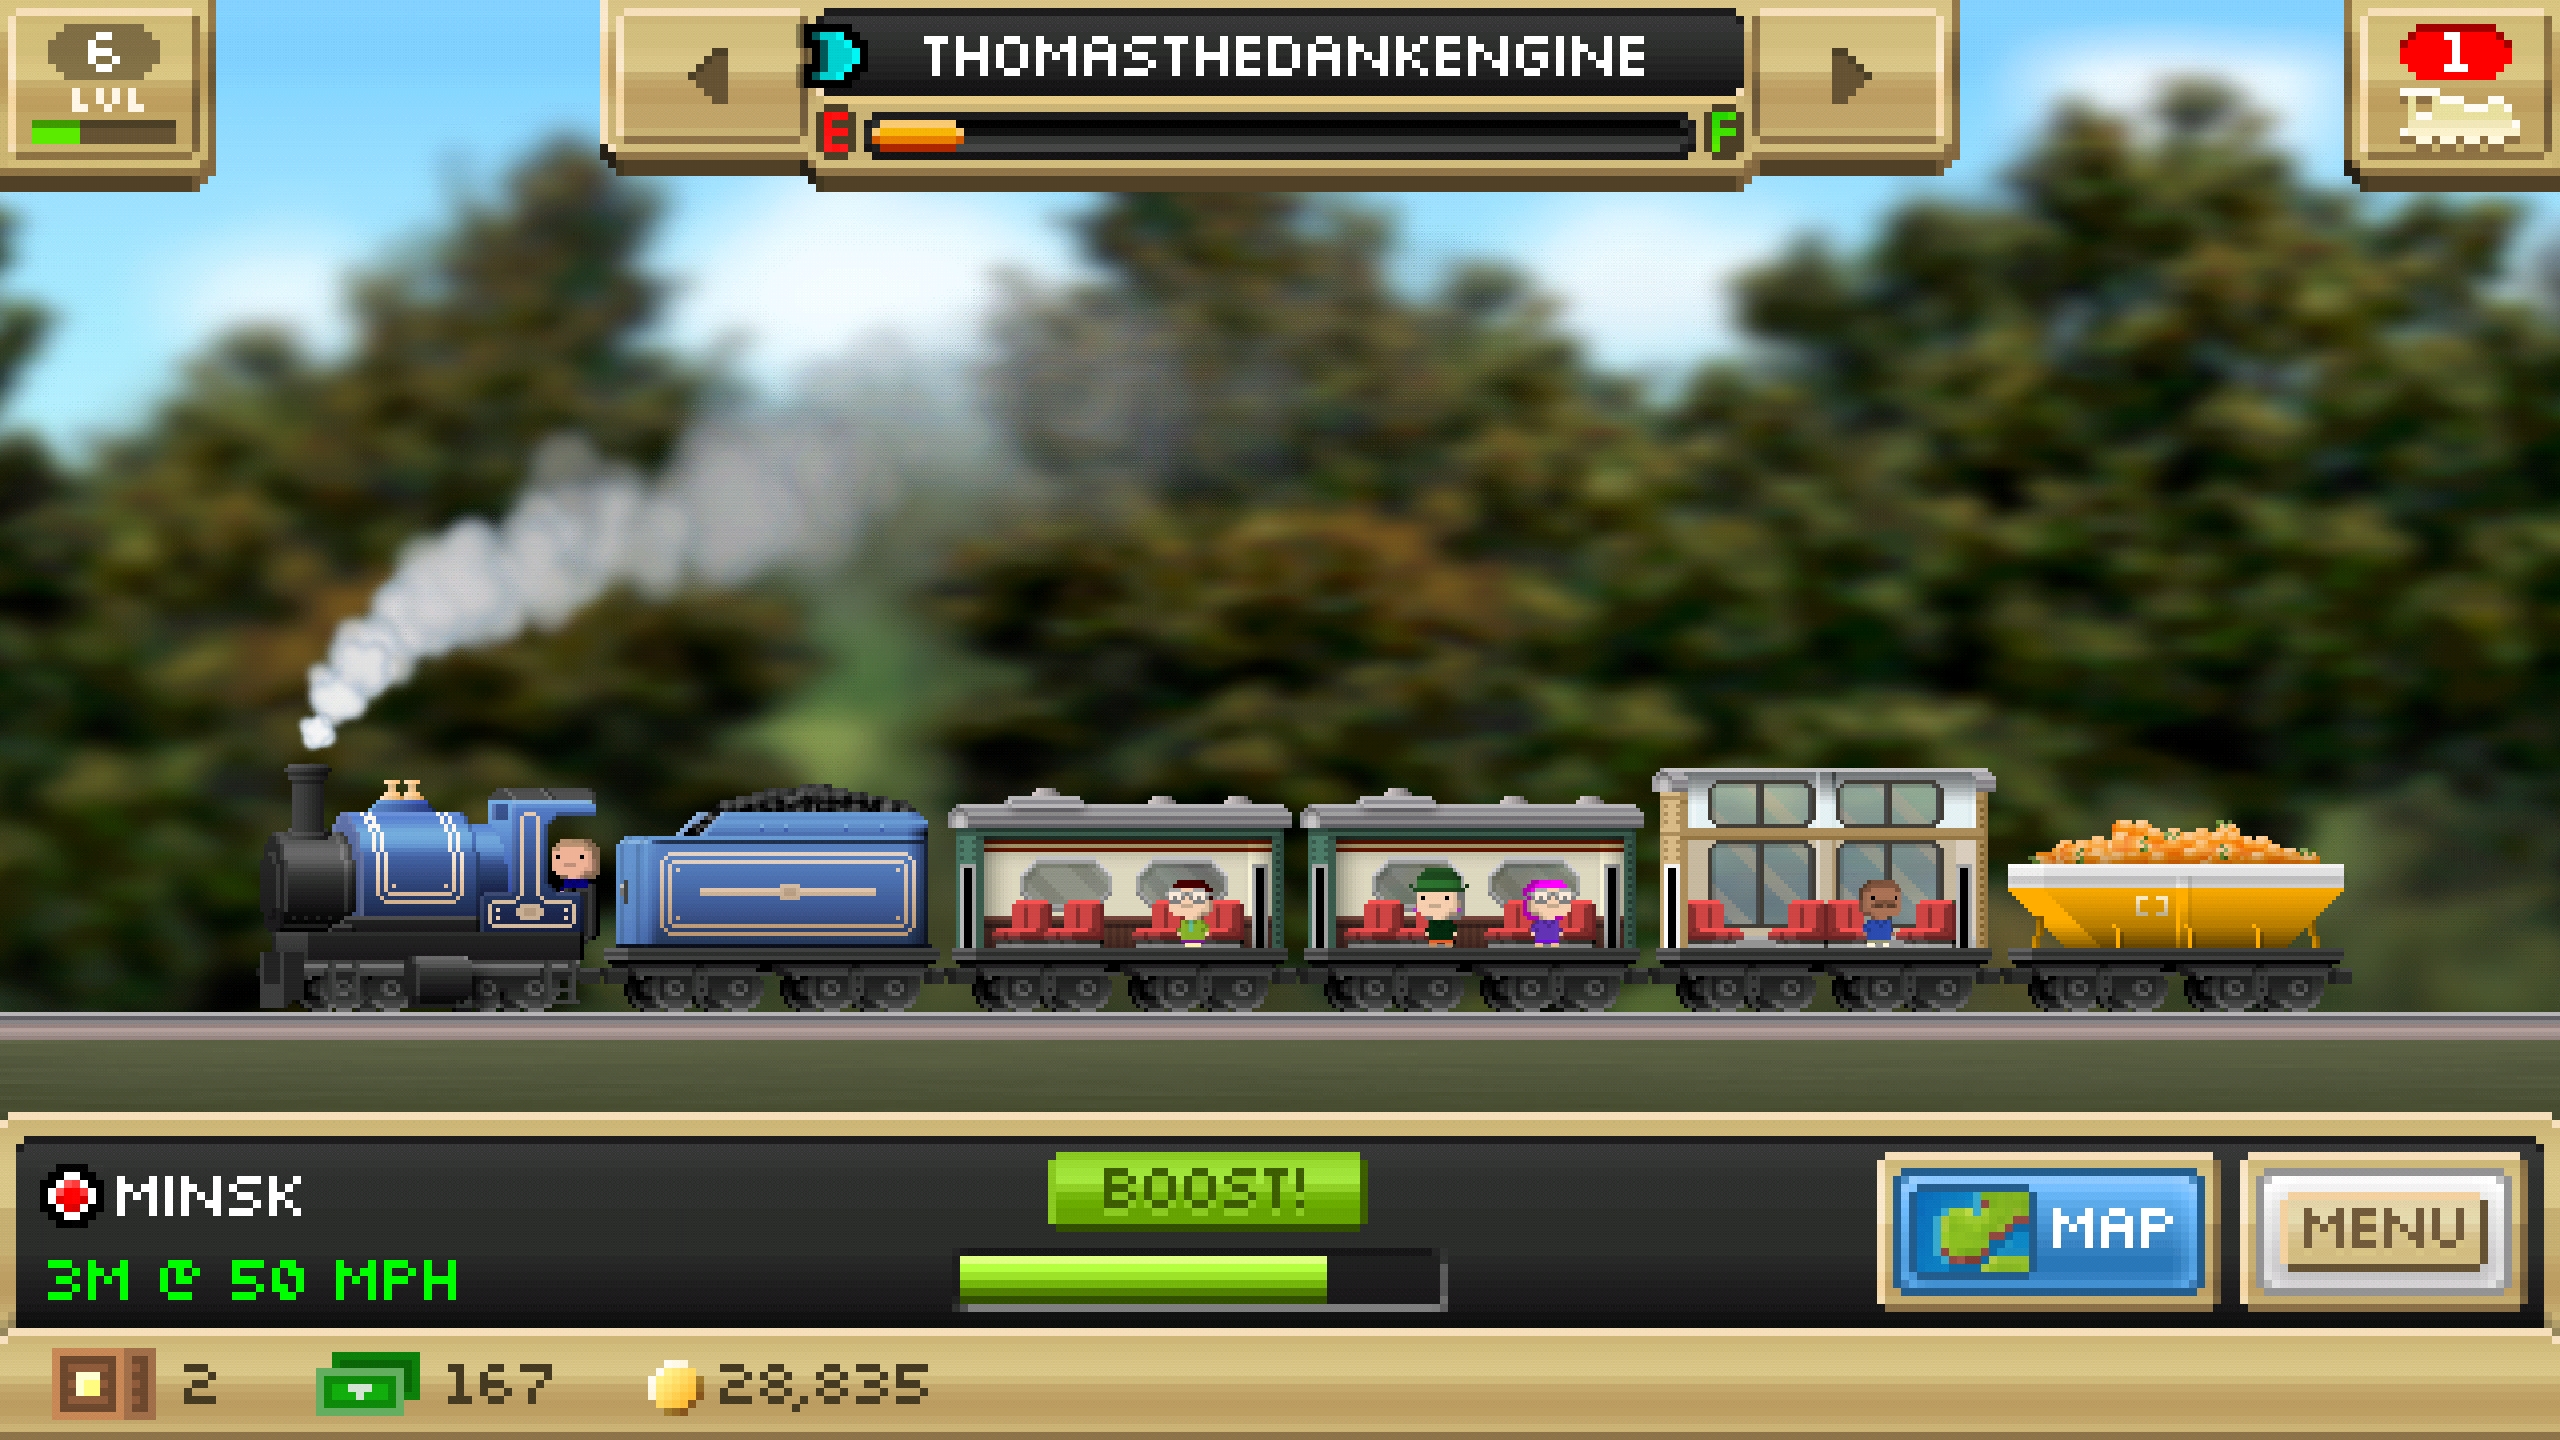 6
LVL
THOMASTHEDANKENGINE
E F
1
MINSK
3M @ 50 MPH
BOOST!
MAP
MENU
2
167
28,835